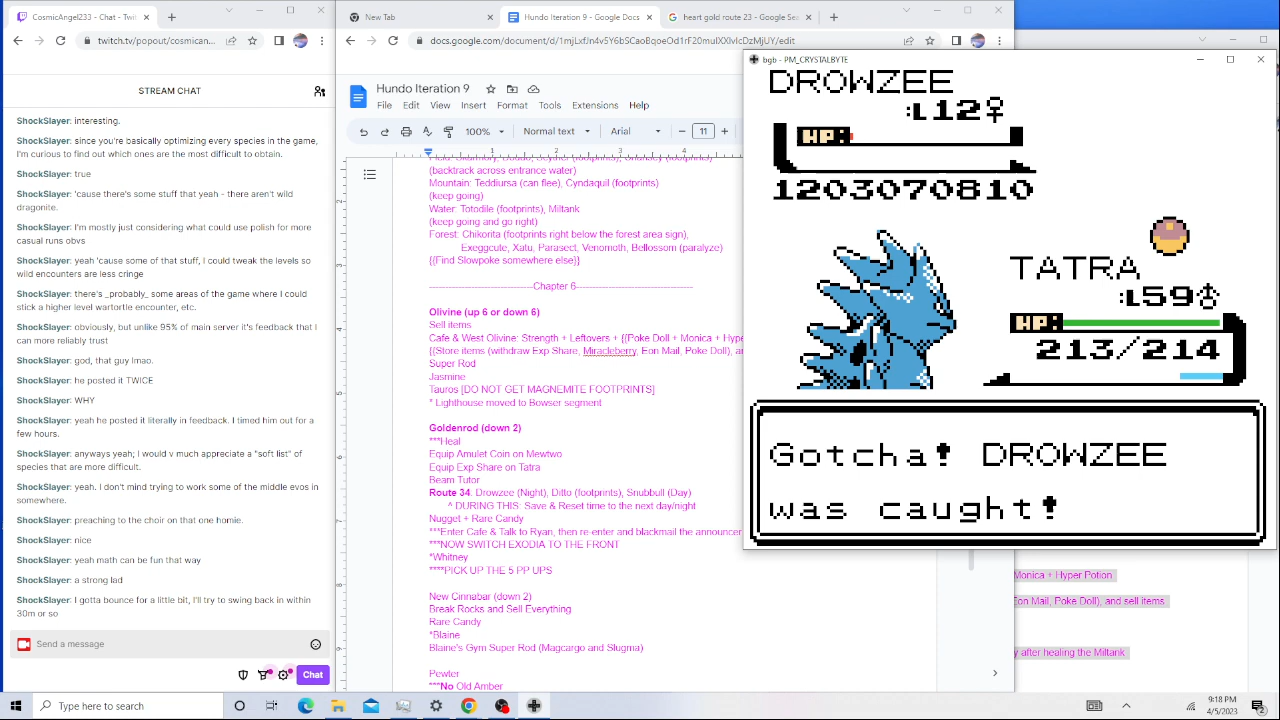 CosmicAngel233 - Chat - Twit
twitch.tv/popout/cosmican
STREAM CHAT
ShockSlayer: interesting.
ShockSlayer: since you're basically optimizing every species in the game,
I'm curious to find out which ones are the most difficult to obtain.
ShockSlayer: true
ShockSlayer: 'cause there's some stuff that yeah - there aren't wild
dragonite.
ShockSlayer: I'm mostly just considering what could use polish for more
casual runs obvs
ShockSlayer: yeah 'cause some of that stuff, I could tweak the levels so
wild encounters are less cringe
ShockSlayer: there's _probably_ some areas of the game where I could
stick a higher level wartortle encounter, etc.
ShockSlayer: obviously, but unlike 95% of main server it's feedback that I
can more reliably trust
ShockSlayer: god, that guy lmao.
ShockSlayer: he posted it TWICE
ShockSlayer: WHY
ShockSlayer: yeah he posted it literally in feedback. I timed him out for a
few hours.
ShockSlayer: anyways yeah, I would v much appreciate a "soft list" of
species that are more difficult.
ShockSlayer: yeah. I don't mind trying to work some of the middle evos in
somewhere.
ShockSlayer: preaching to the choir on that one homie.
ShockSlayer: nice
ShockSlayer: yeah math can be fun that way
ShockSlayer: a strong lad
ShockSlayer: I gotta bounce for a little bit, I'll try to swing back in within
30m or so
Send a message
Chat
New Tab
Hundo Iteration 9 - Google Docs
heart gold route 23 - Google Se
Hundo Iteration 9
File Edit View Insert Format Tools Extensions Help
100% Normal text Arial 11
1 2 3 4
(backtrack across entrance water)
Mountain: Teddiursa (can flee), Cyndaquil (footprints)
(keep going)
Water: Totodile (footprints), Miltank
(keep going and go right)
Forest: Chikorita (footprints right below the forest area sign),
Exeggcute, Xatu, Parasect, Venomoth, Bellossom (paralyze)
{{Find Slowpoke somewhere else}}
Chapter 6
Olivine (up 6 or down 6)
Sell items
Cafe & West Olivine: Strength + Leftovers + {{Poke Doll + Monica + Hype
{{Store items (withdraw Exp Share, Miracleberry, Eon Mail, Poke Doll), an
Super Rod
Jasmine
Tauros [DO NOT GET MAGNEMITE FOOTPRINTS]
* Lighthouse moved to Bowser segment
Goldenrod (down 2)
***Heal
Equip Amulet Coin on Mewtwo
Equip Exp Share on Tatra
Beam Tutor
Route 34: Drowzee (Night), Ditto (footprints), Snubbull (Day)
^ DURING THIS: Save & Reset time to the next day/night
Nugget + Rare Candy
***Enter Cafe & Talk to Ryan, then re-enter and blackmail the announcer
***NOW SWITCH EXODIA TO THE FRONT
*Whitney
****PICK UP THE 5 PP UPS
New Cinnabar (down 2)
Break Rocks and Sell Everything
Rare Candy
*Blaine
Blaine's Gym Super Rod (Magcargo and Slugma)
Pewter
***No Old Amber
bgb - PM_CRYSTALBYTE
DROWZEE
:L12♀
HP:
1203070810
TATRA
:L59♂
HP:
213/214
Gotcha! DROWZEE
was caught!
Monica + Hyper Potion
Eon Mail, Poke Doll), and sell items
y after healing the Miltank
Type here to search
9:18 PM
4/5/2023